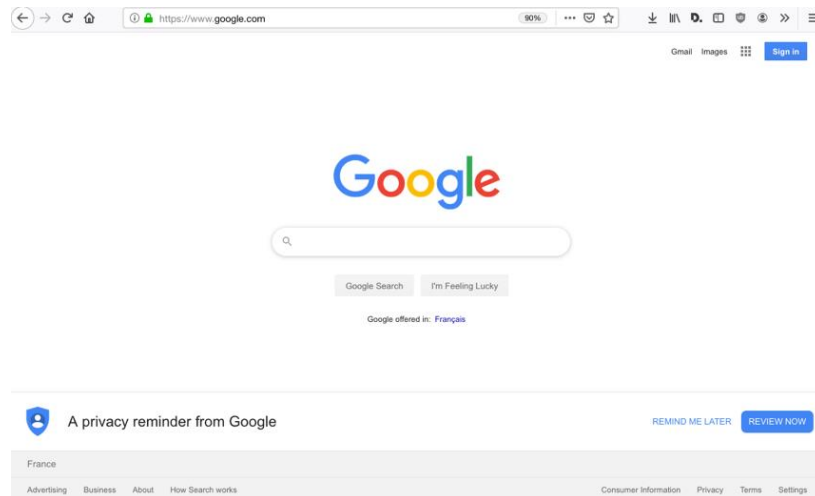 https://www.google.com 90%
Gmail Images Sign in
Google
Google Search I'm Feeling Lucky
Google offered in: Français
A privacy reminder from Google REMIND ME LATER REVIEW NOW
France
Advertising Business About How Search works Consumer Information Privacy Terms Settings